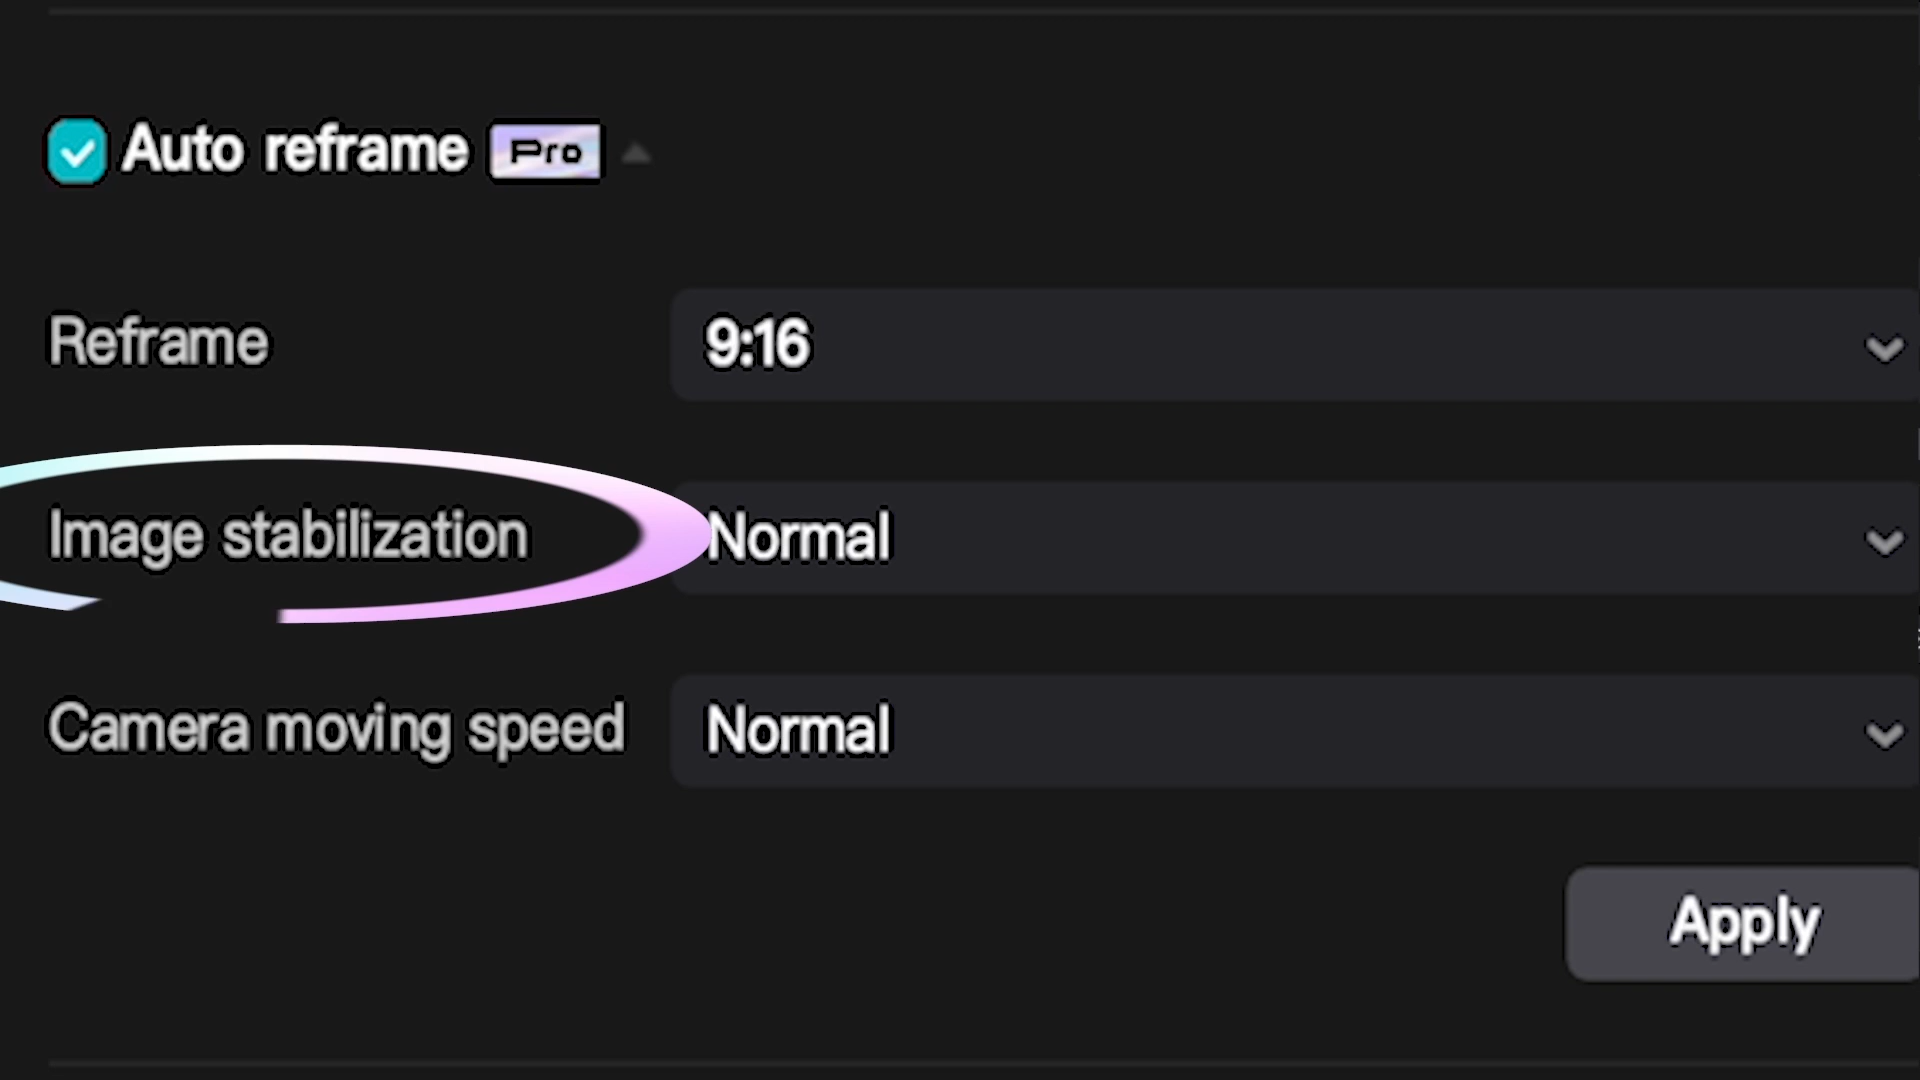 Auto reframe Pro
Reframe 9:16
Image stabilization Normal
Camera moving speed Normal
Apply